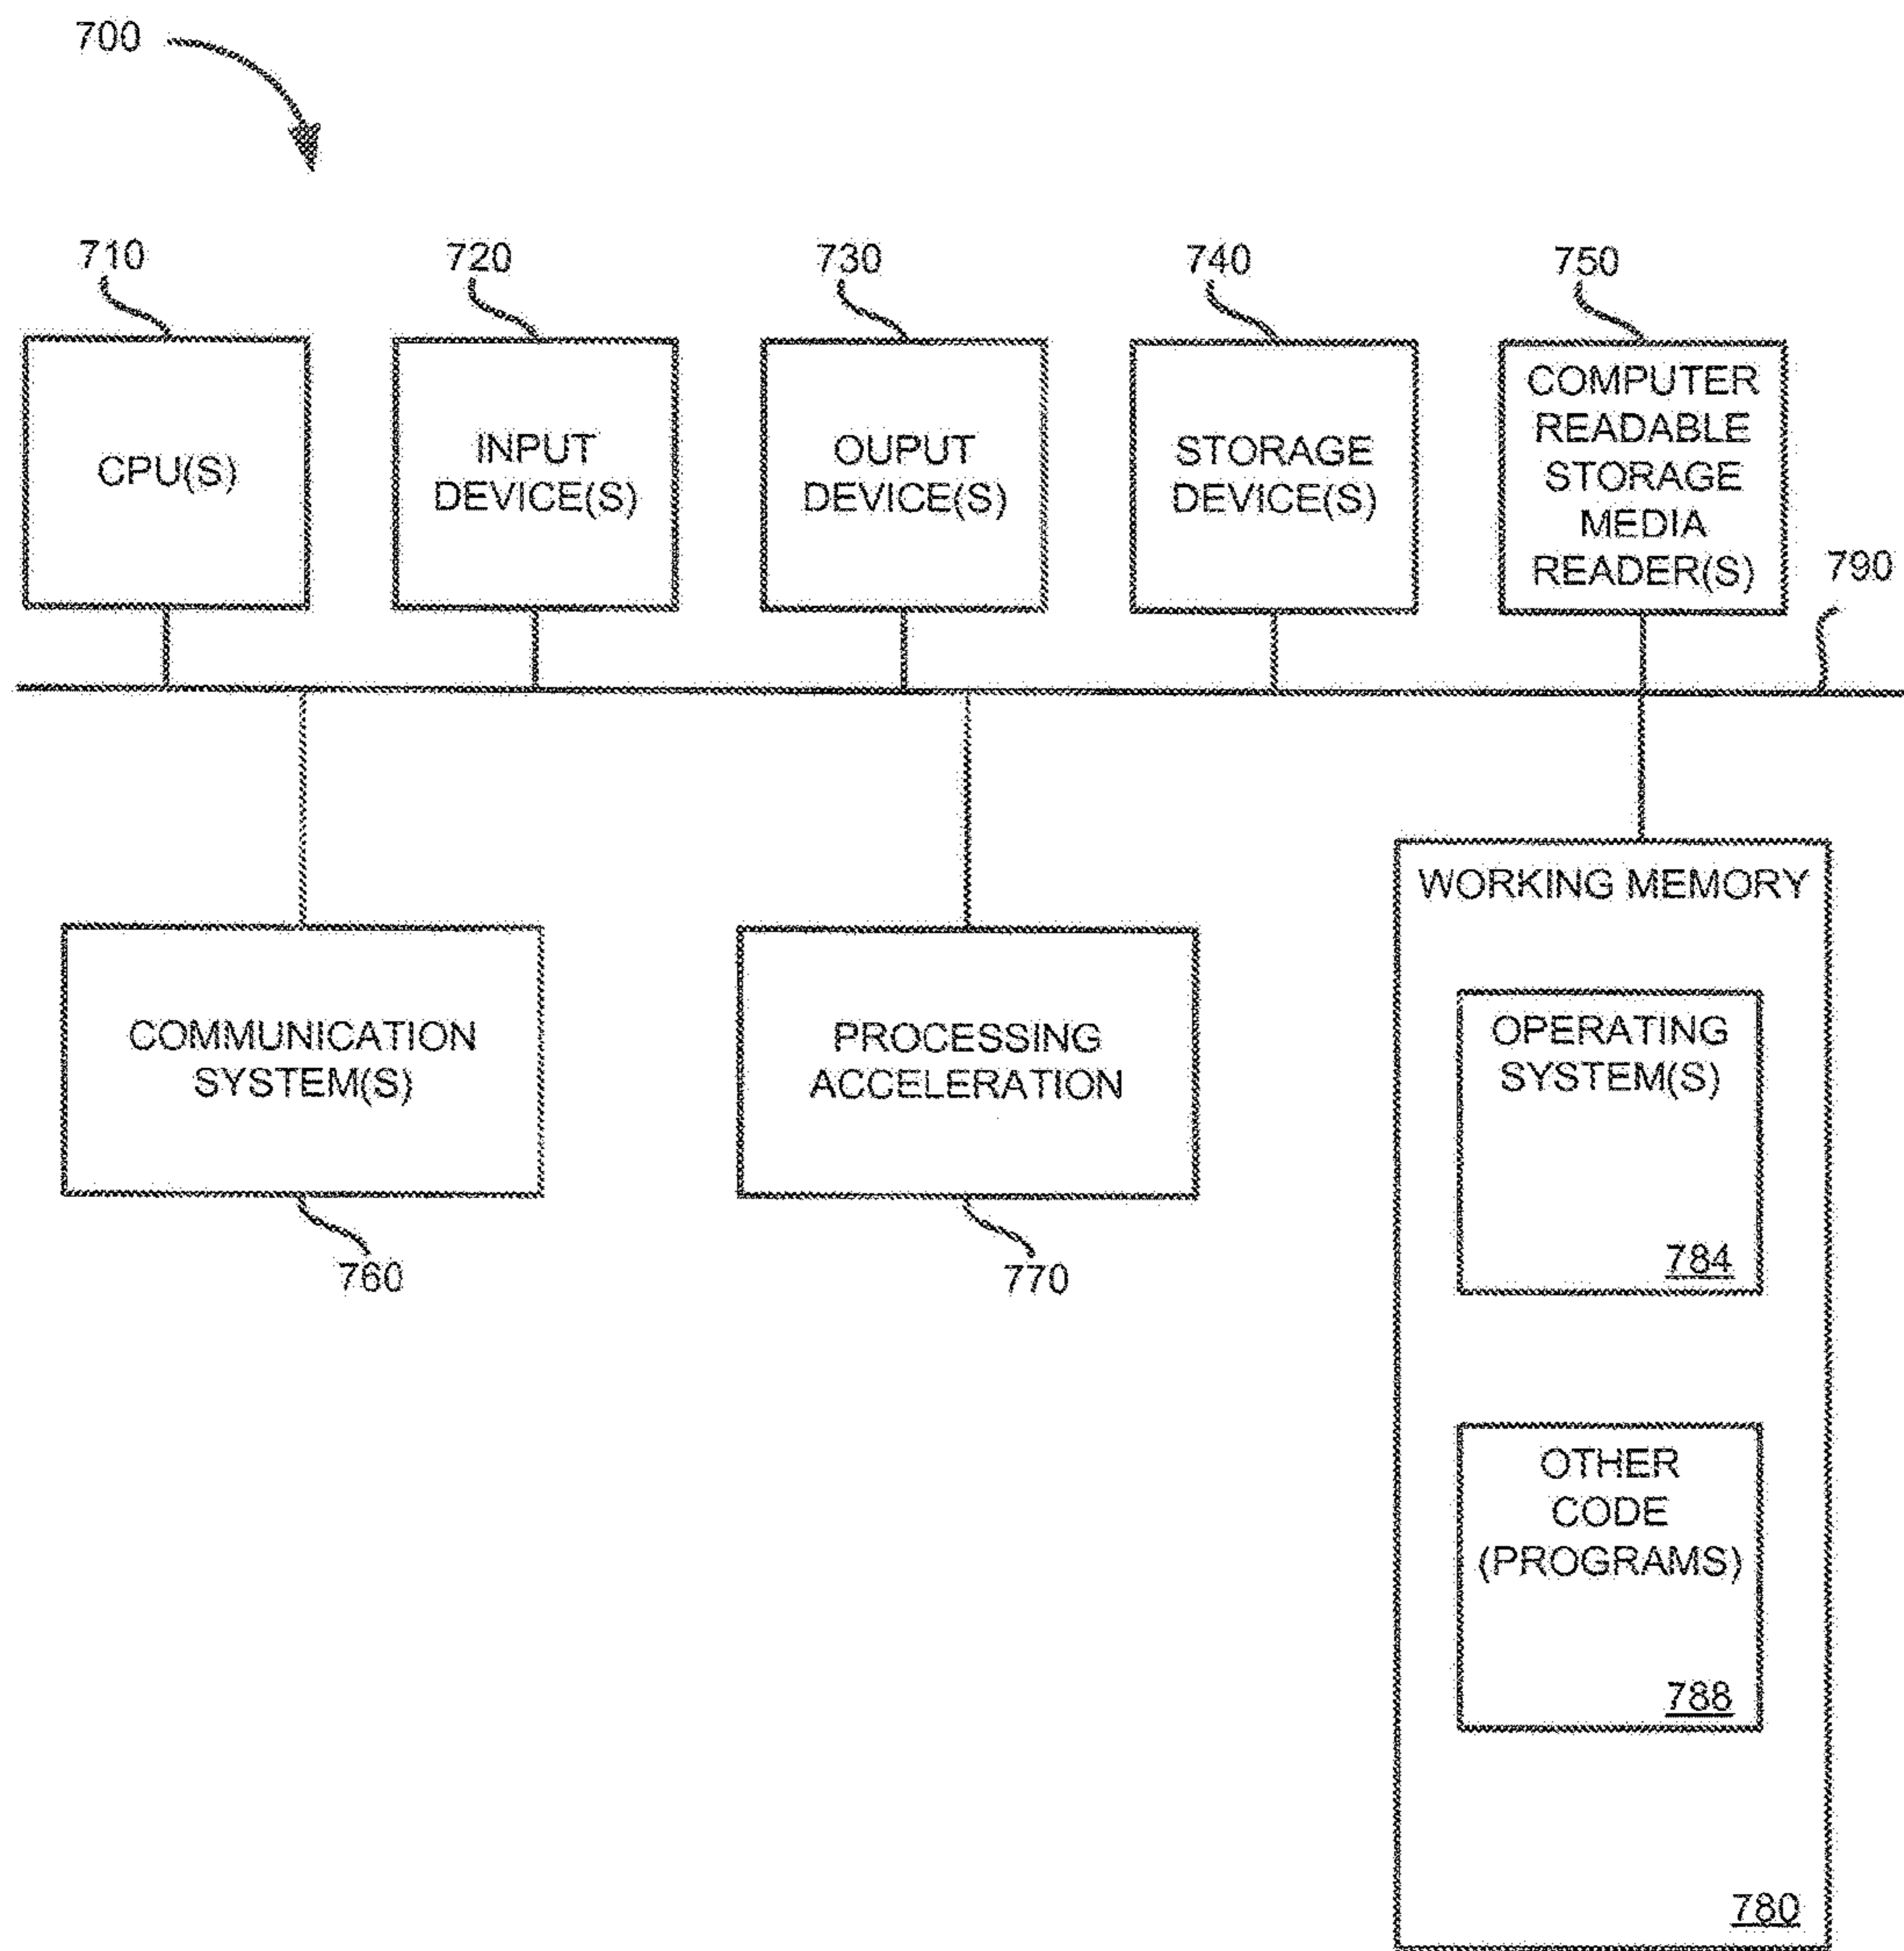 700
710
720
730
740
750
CPU(S)
INPUT
DEVICE(S)
OUPUT
DEVICE(S)
STORAGE
DEVICE(S)
COMPUTER
READABLE
STORAGE
MEDIA
READER(S)
790
COMMUNICATION
SYSTEM(S)
760
PROCESSING
ACCELERATION
770
WORKING MEMORY
OPERATING
SYSTEM(S)
784
OTHER
CODE
(PROGRAMS)
788
780